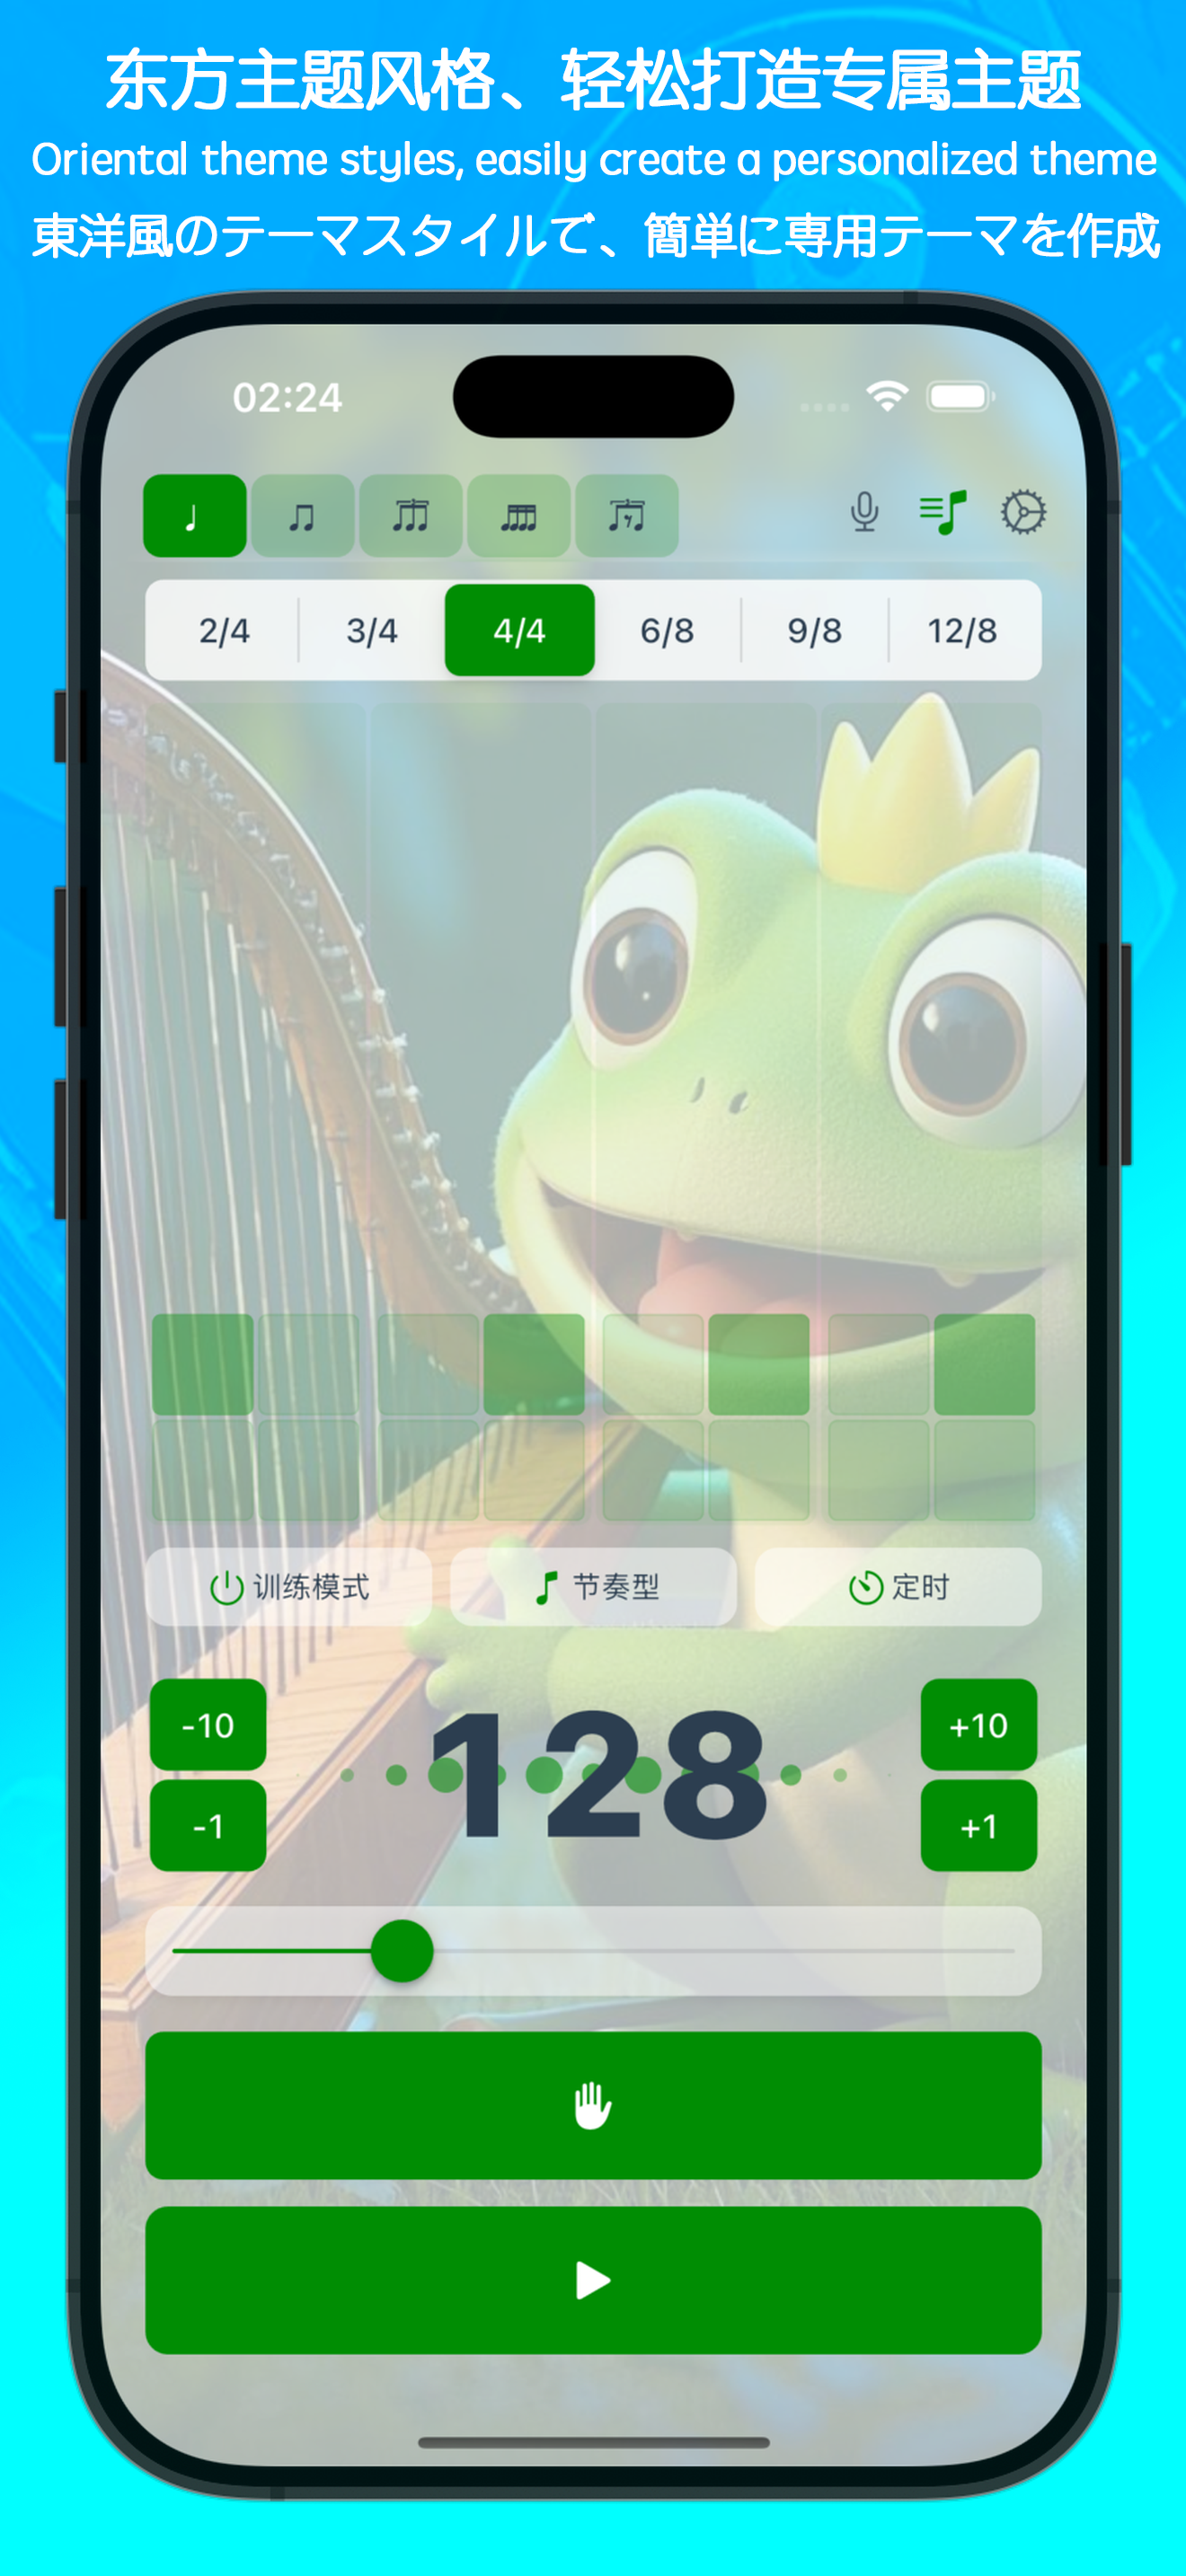 东方主题风格、轻松打造专属主题
Oriental theme styles, easily create a personalized theme
東洋風のテーマスタイルで、簡単に専用テーマを作成
02:24
2/4 3/4 4/4 6/8 9/8 12/8
训练模式 节奏型 定时
-10 +10
128
-1 +1